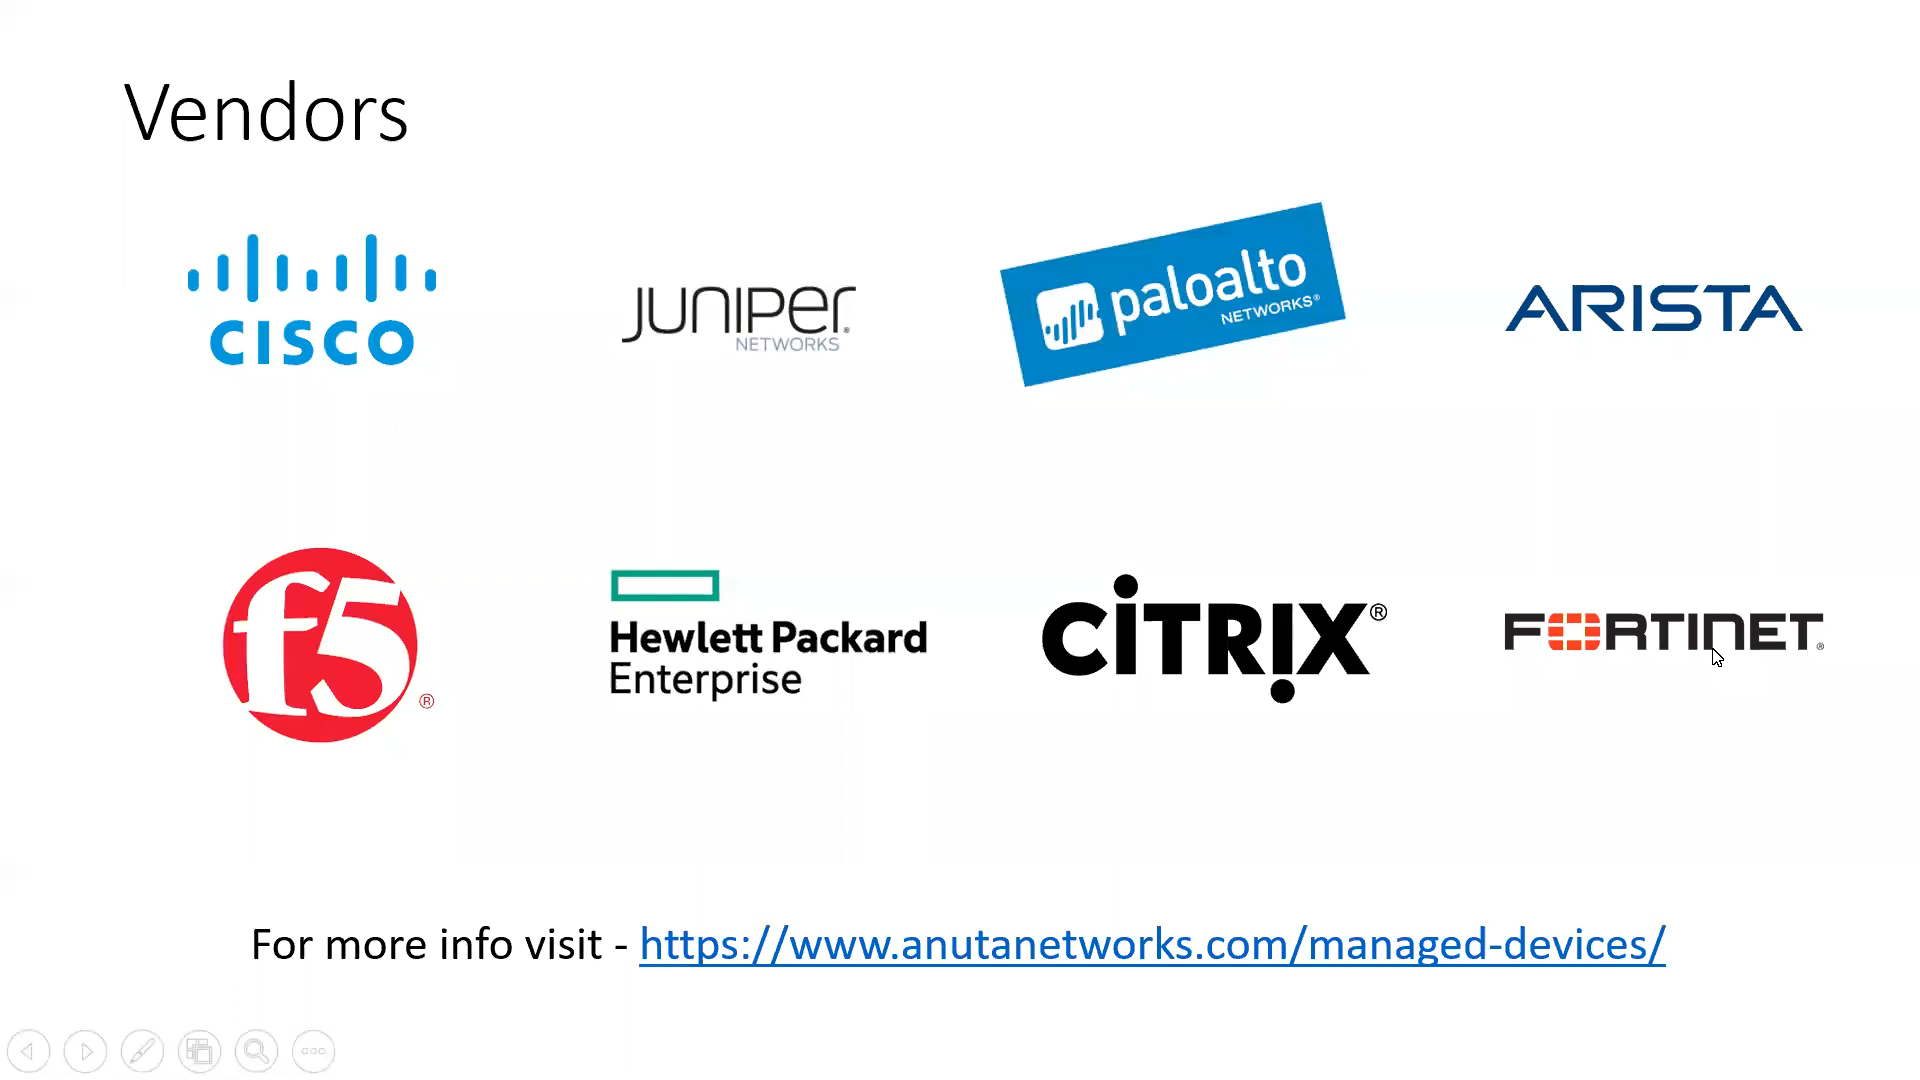 Vendors
CISCO
JUNIPER
NETWORKS
paloalto
NETWORKS®
ARISTA
f5
®
Hewlett Packard
Enterprise
CITRIX®
FORTINET®
For more info visit - https://www.anutanetworks.com/managed-devices/